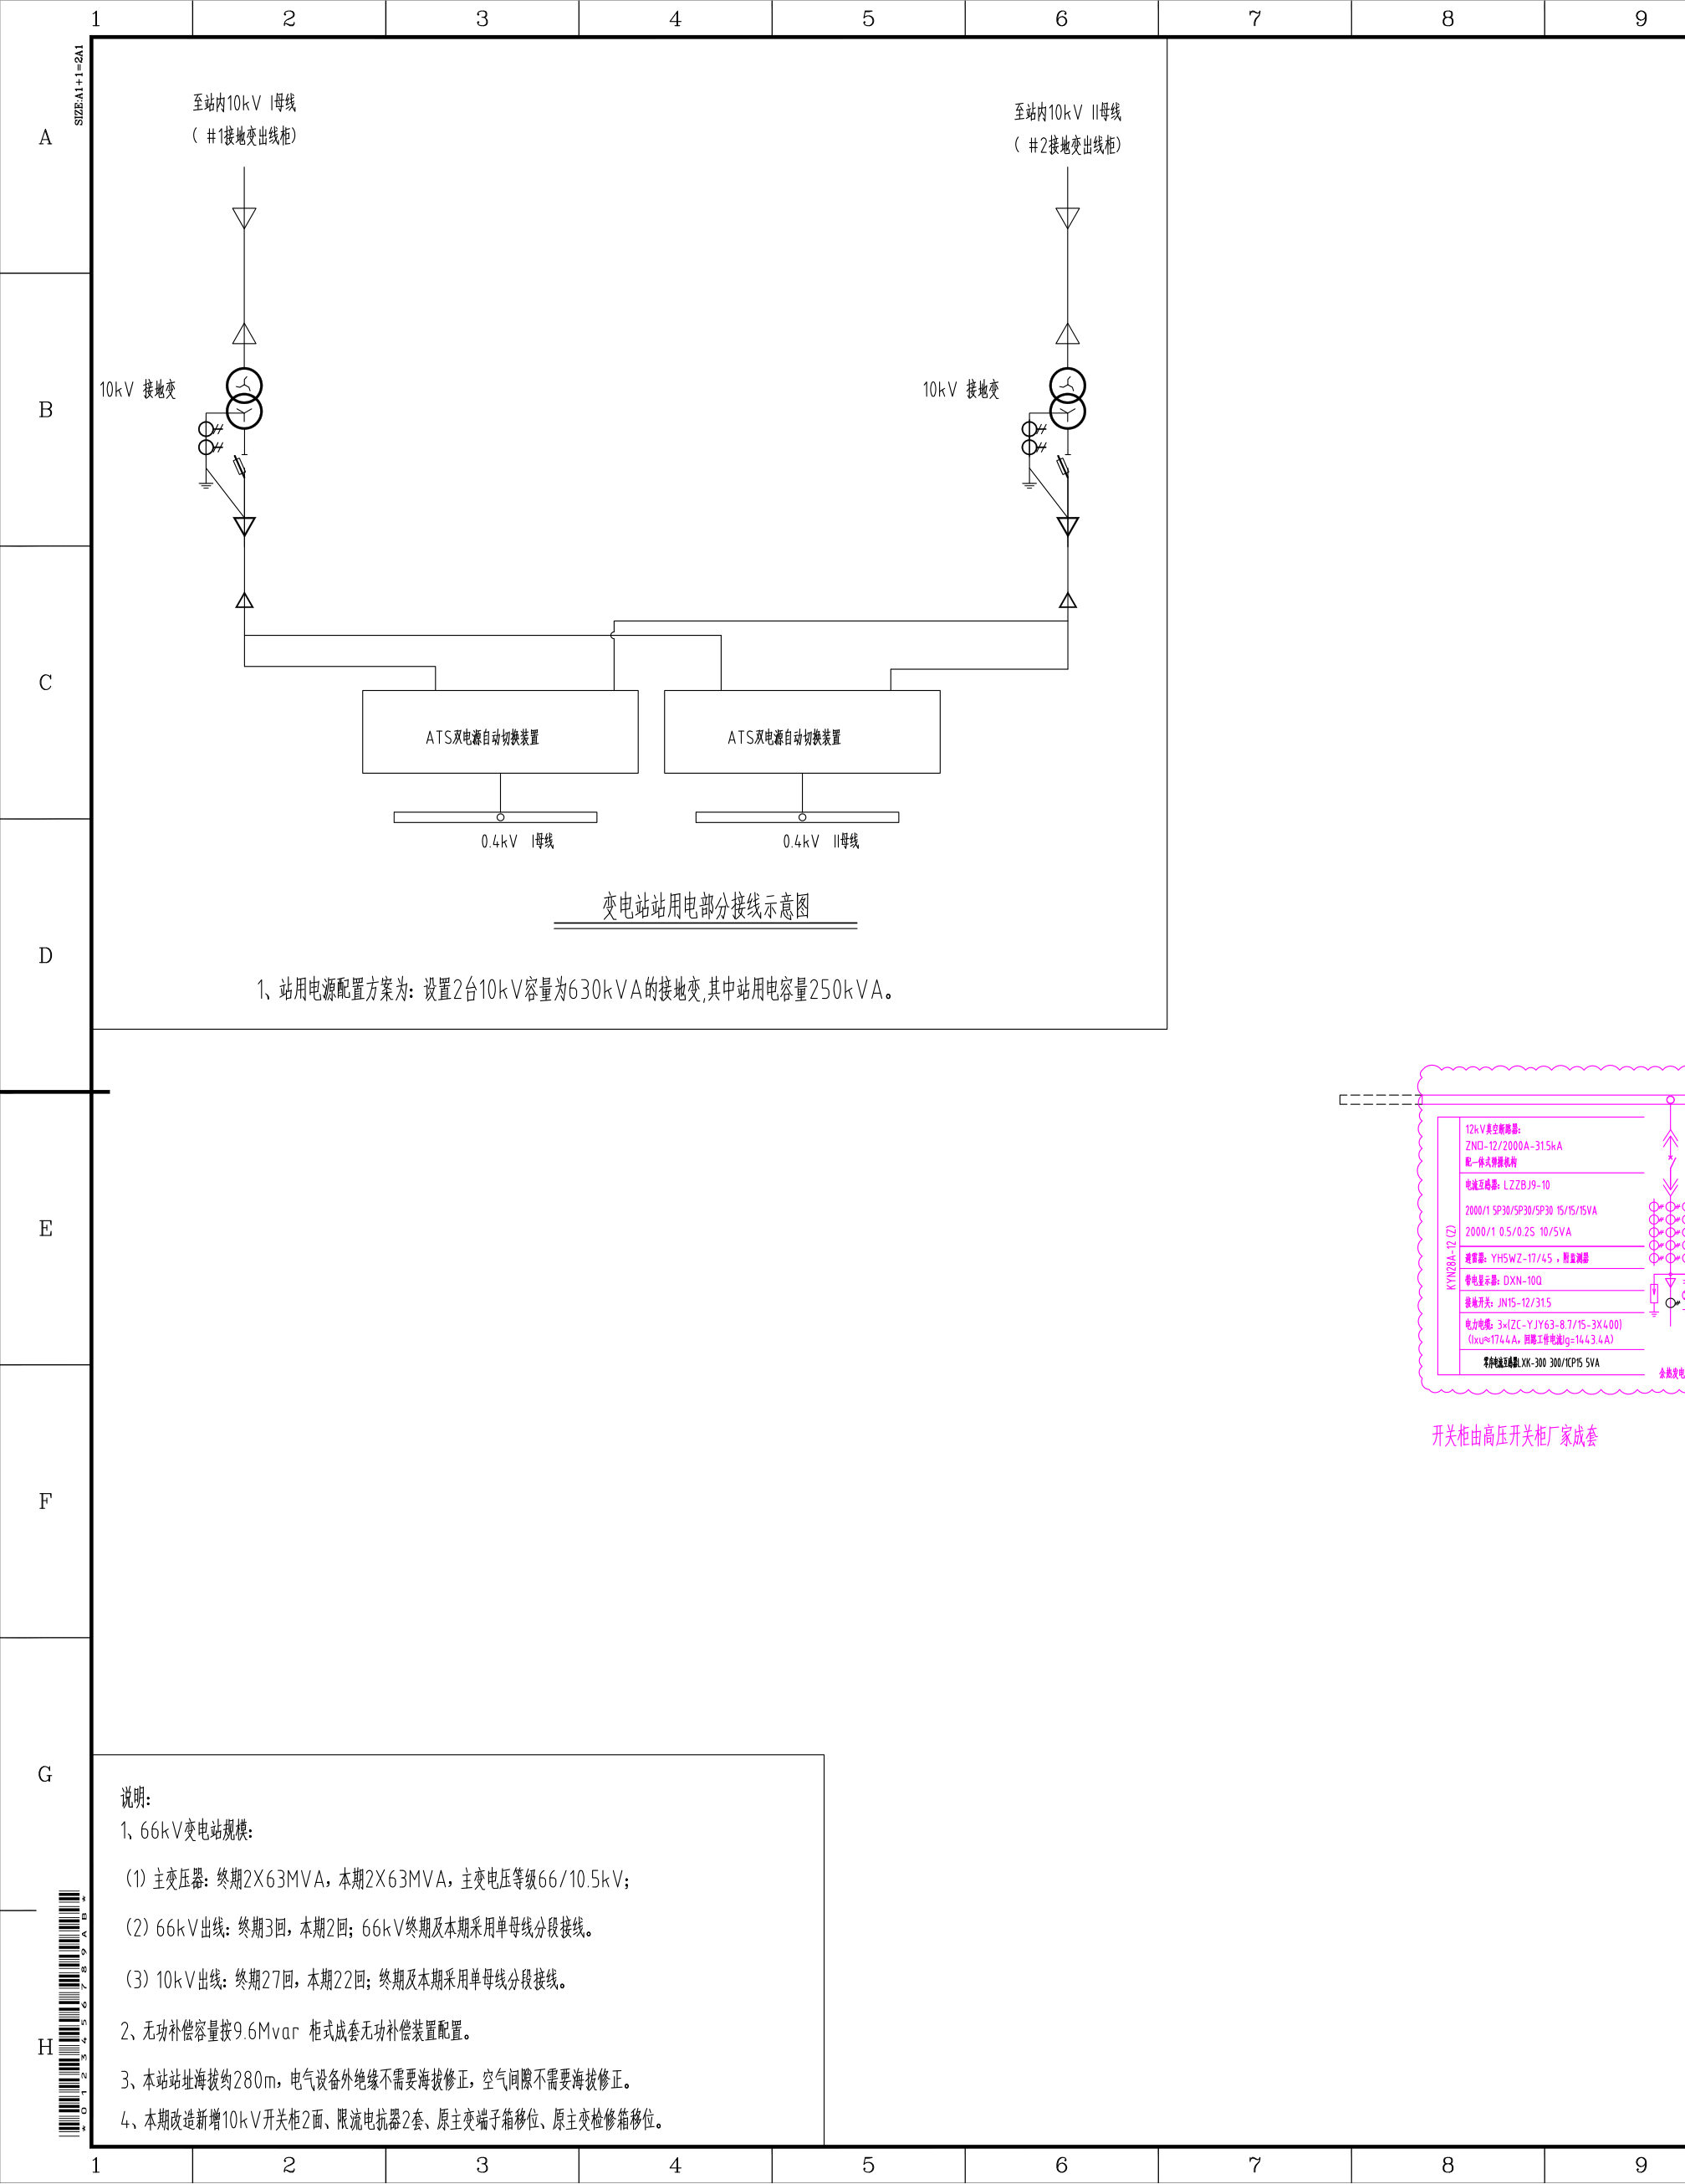 1 2 3 4 5 6 7 8 9
SIZE:A1+1=2A1
A
B
C
D
E
F
G
H
至站内10kV I母线
( #1接地变出线柜)
至站内10kV II母线
( #2接地变出线柜)
10kV 接地变
10kV 接地变
ATS双电源自动切换装置
ATS双电源自动切换装置
0.4kV I母线
0.4kV II母线
变电站站用电部分接线示意图
1、站用电源配置方案为：设置2台10kV容量为630kVA的接地变,其中站用电容量250kVA。
KYN28A-12 (Z)
12kV真空断路器:
ZN□-12/2000A-31.5kA
配一体式弹操机构
电流互感器: LZZBJ9-10
2000/1 5P30/5P30/5P30 15/15/15VA
2000/1 0.5/0.2S 10/5VA
避雷器: YH5WZ-17/45 , 附监测器
带电显示器: DXN-10Q
接地开关: JN15-12/31.5
电力电缆: 3×(ZC-YJY63-8.7/15-3X400)
(Ixu≈1744A, 回路工作电流Ig=1443.4A)
零序电流互感器LXK-300 300/1CP15 5VA
余热发电
开关柜由高压开关柜厂家成套
说明：
1、66kV变电站规模：
（1）主变压器：终期2X63MVA，本期2X63MVA，主变电压等级66/10.5kV；
（2）66kV出线：终期3回，本期2回；66kV终期及本期采用单母线分段接线。
（3）10kV出线：终期27回，本期22回；终期及本期采用单母线分段接线。
2、无功补偿容量按9.6Mvar 柜式成套无功补偿装置配置。
3、本站站址海拔约280m，电气设备外绝缘不需要海拔修正，空气间隙不需要海拔修正。
4、本期改造新增10kV开关柜2面、限流电抗器2套、原主变端子箱移位、原主变检修箱移位。
*0123456789AB*
1 2 3 4 5 6 7 8 9